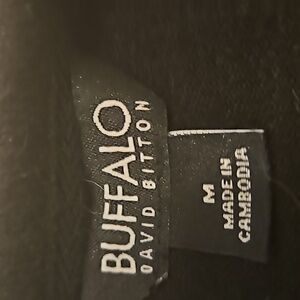 BUFFALO
DAVID BITTON
M
MADE IN
CAMBODIA